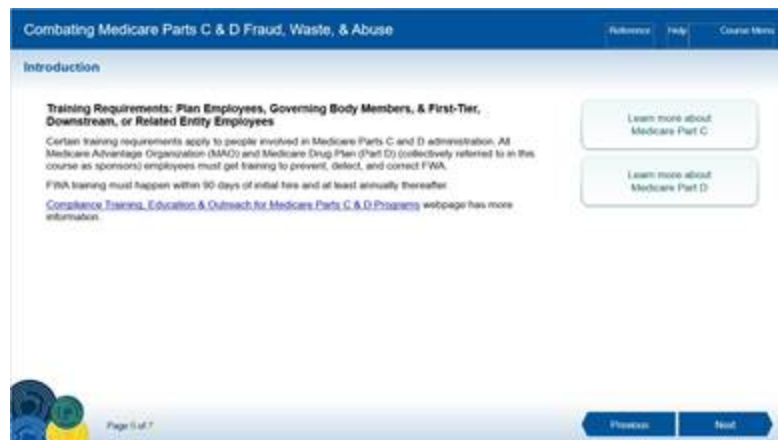 Combating Medicare Parts C & D Fraud, Waste, & Abuse
Reference
Help
Course Menu
Introduction
Training Requirements: Plan Employees, Governing Body Members, & First-Tier,
Downstream, or Related Entity Employees
Certain training requirements apply to people involved in Medicare Parts C and D administration. All
Medicare Advantage Organization (MAO) and Medicare Drug Plan (Part D) (collectively referred to in this
course as sponsors) employees must get training to prevent, detect, and correct FWA.
FWA training must happen within 90 days of initial hire and at least annually thereafter.
Compliance Training, Education & Outreach for Medicare Parts C & D Programs webpage has more
information.
Learn more about
Medicare Part C
Learn more about
Medicare Part D
Page 5 of 7
Previous
Next